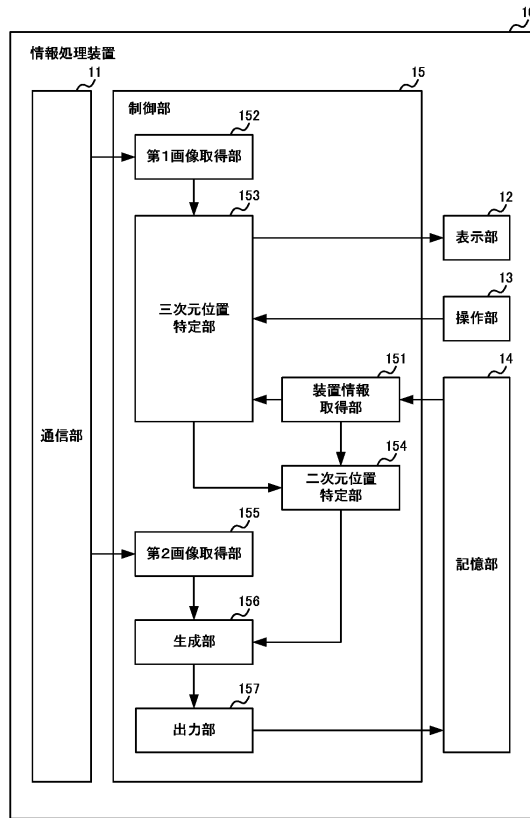 10
情報処理装置
11
15
制御部
152
第1画像取得部
153
12
表示部
三次元位置
特定部
13
操作部
151
14
装置情報
取得部
通信部
154
二次元位置
特定部
155
第2画像取得部
記憶部
156
生成部
157
出力部